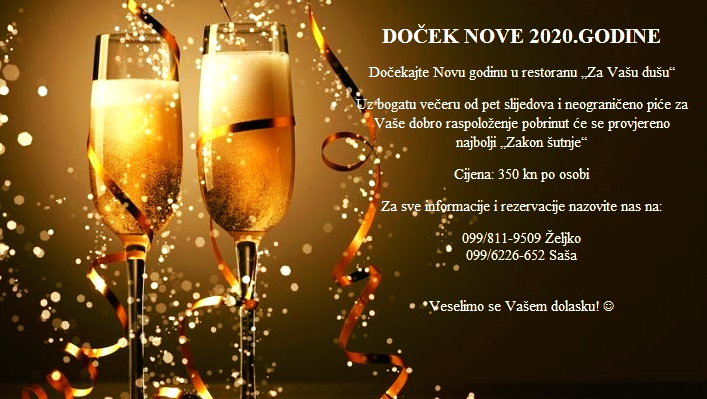 DOČEK NOVE 2020.GODINE
Dočekajte Novu godinu u restoranu „Za Vašu dušu“
Uz bogatu večeru od pet slijedova i neograničeno piće za
Vaše dobro raspoloženje pobrinut će se provjereno
najbolji „Zakon šutnje“
Cijena: 350 kn po osobi
Za sve informacije i rezervacije nazovite nas na:
099/811-9509 Željko
099/6226-652 Saša
Veselimo se Vašem dolasku! ☺